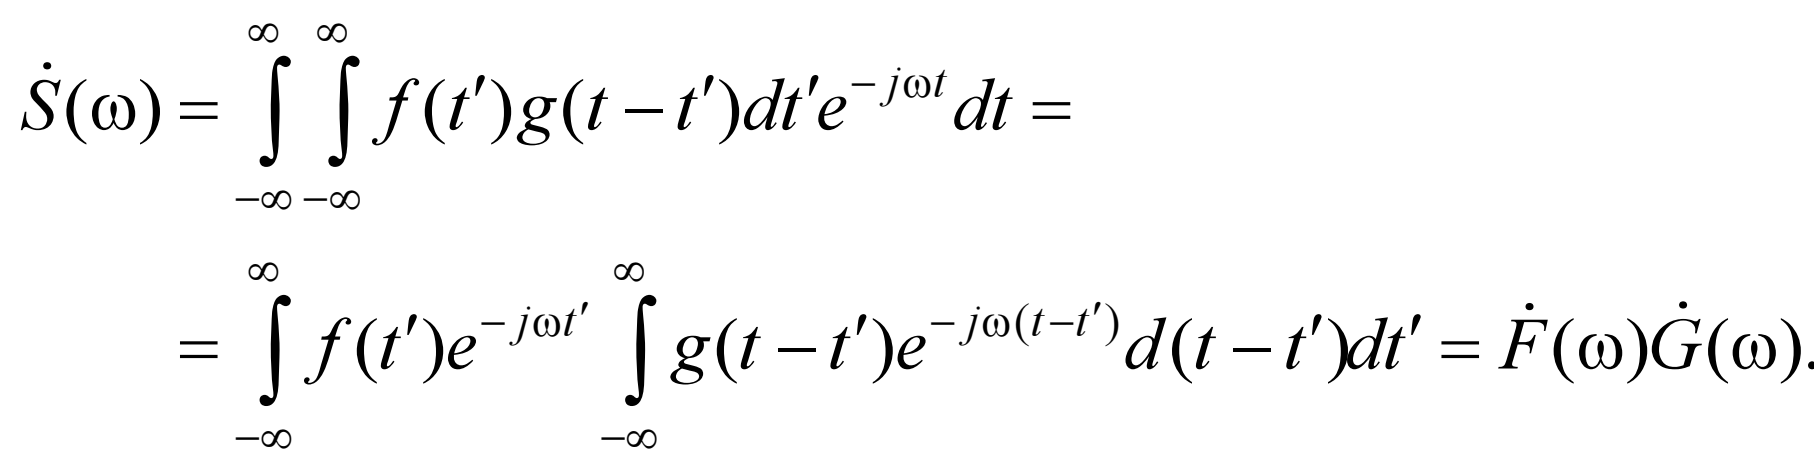 Ṡ(ω) = ∫_{−∞}^{∞} ∫_{−∞}^{∞} f(t′)g(t − t′)dt′e^{−jωt}dt =
= ∫_{−∞}^{∞} f(t′)e^{−jωt′} ∫_{−∞}^{∞} g(t − t′)e^{−jω(t−t′)}d(t − t′)dt′ = Ḟ(ω)Ġ(ω).